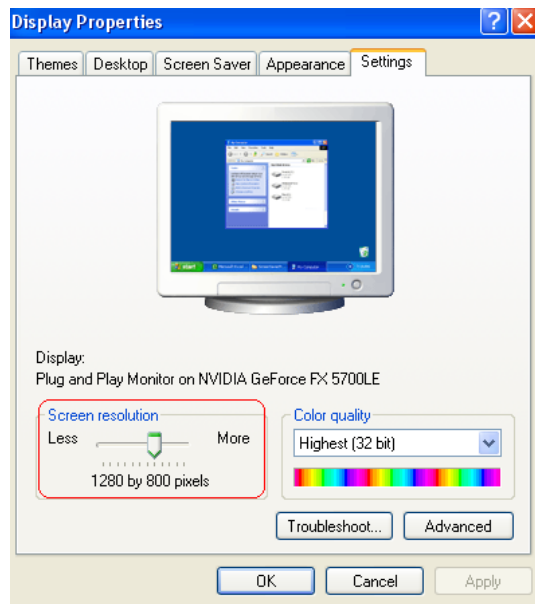 Display Properties
Themes Desktop Screen Saver Appearance Settings
Display:
Plug and Play Monitor on NVIDIA GeForce FX 5700LE
Screen resolution
Less More
1280 by 800 pixels
Color quality
Highest (32 bit)
Troubleshoot... Advanced
OK Cancel Apply